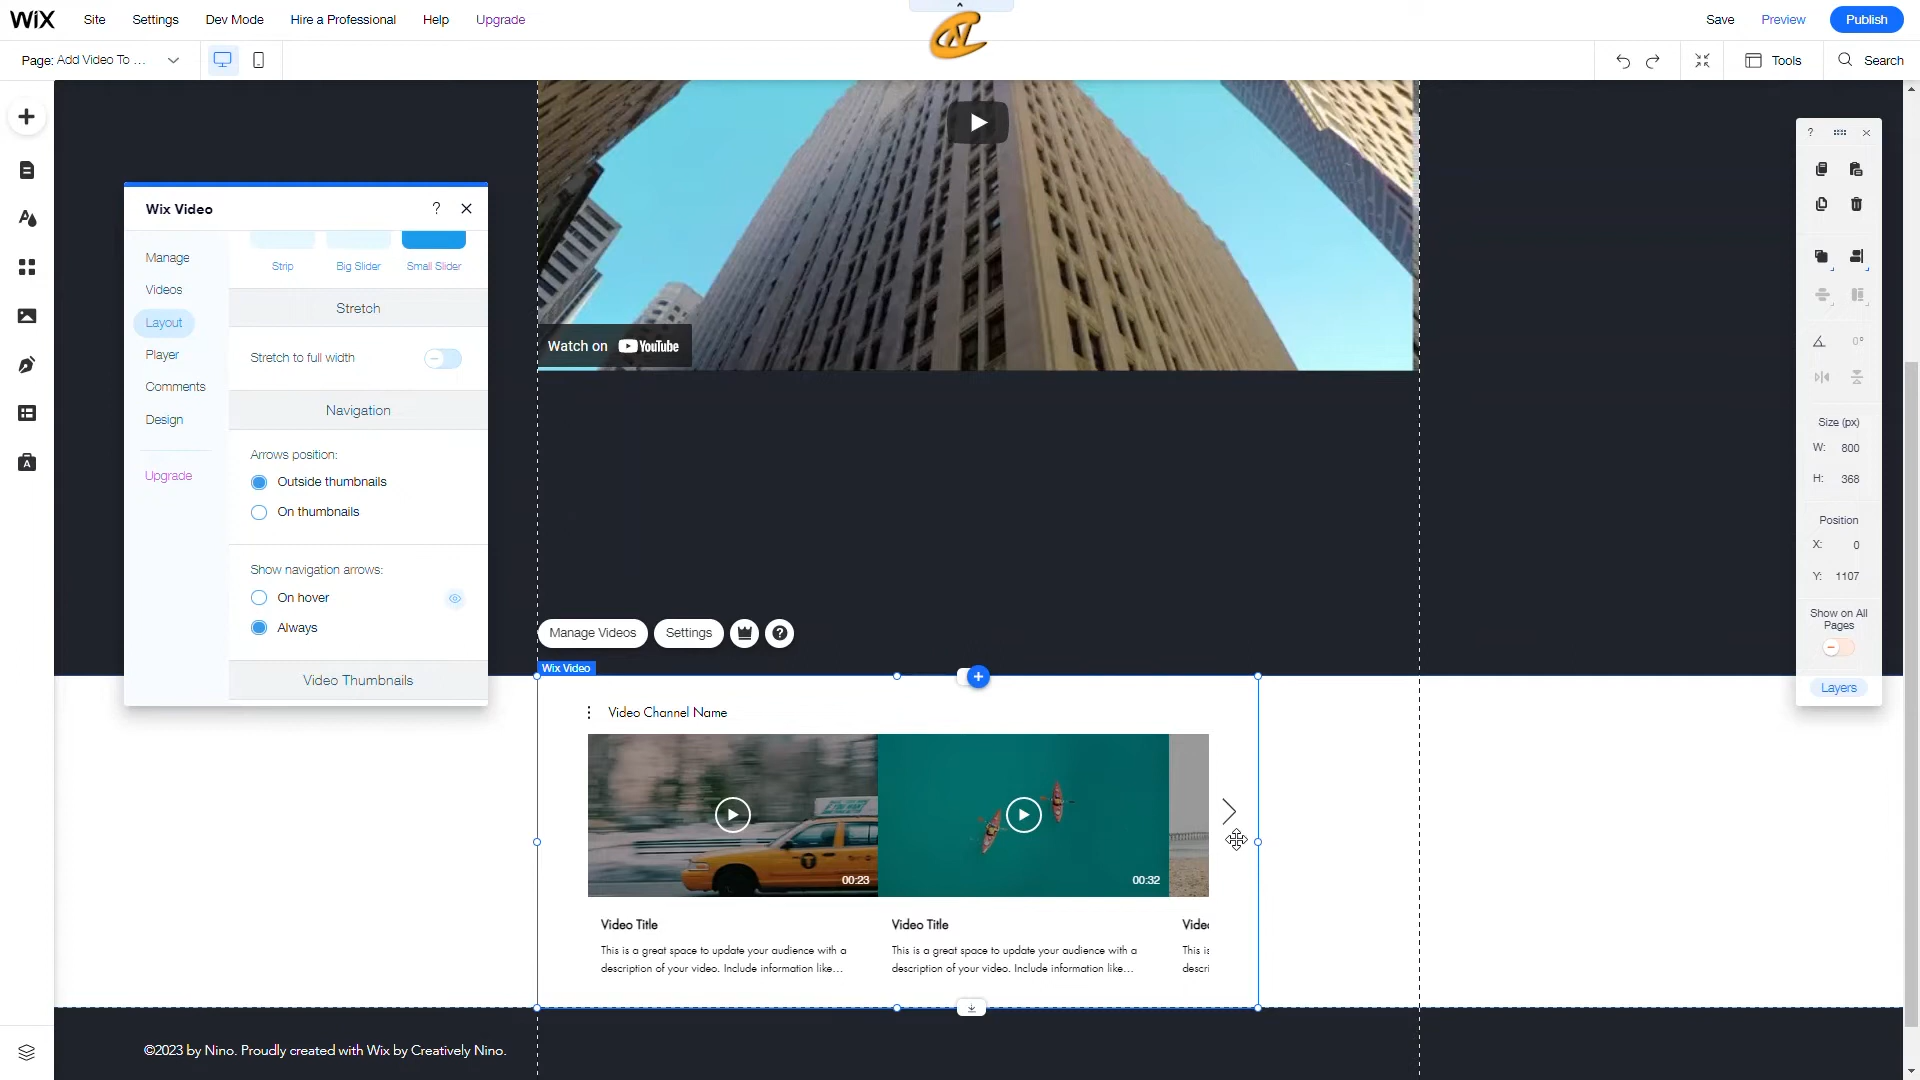 WIX
Site
Settings
Dev Mode
Hire a Professional
Help
Upgrade
Save
Preview
Publish
Page: Add Video To ...
Tools
Search
Wix Video
?
Manage
Videos
Layout
Player
Comments
Design
Upgrade
Strip
Big Slider
Small Slider
Stretch
Stretch to full width
Navigation
Arrows position:
Outside thumbnails
On thumbnails
Show navigation arrows:
On hover
Always
Video Thumbnails
Watch on YouTube
Manage Videos
Settings
?
Wix Video
Video Channel Name
00:23
00:32
Video Title
This is a great space to update your audience with a
description of your video. Include information like...
Video Title
This is a great space to update your audience with a
description of your video. Include information like...
?
0°
Size (px)
W: 800
H: 368
Position
X: 0
Y: 1107
Show on All
Pages
Layers
©2023 by Nino. Proudly created with Wix by Creatively Nino.